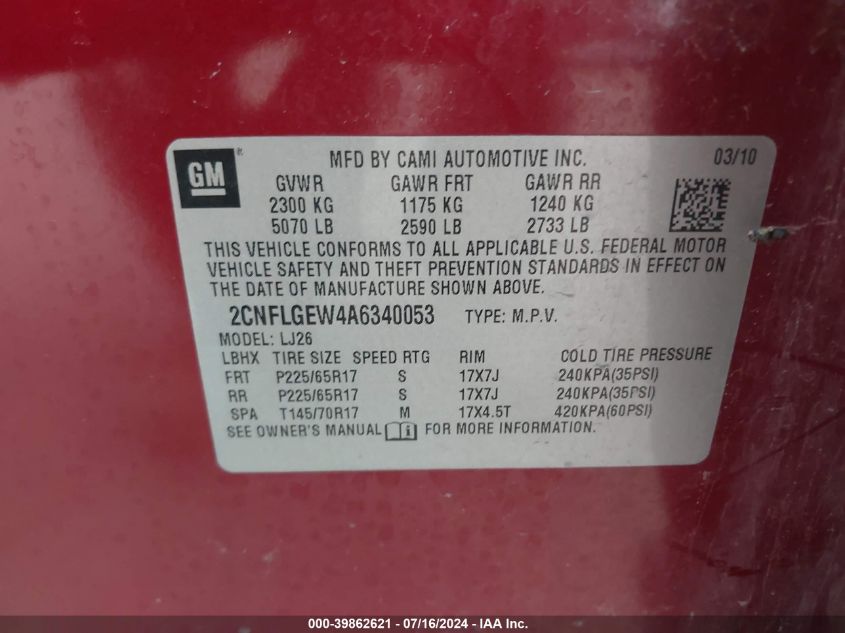 GM®
MFD BY CAMI AUTOMOTIVE INC. 03/10
GVWR GAWR FRT GAWR RR
2300 KG 1175 KG 1240 KG
5070 LB 2590 LB 2733 LB
THIS VEHICLE CONFORMS TO ALL APPLICABLE U.S. FEDERAL MOTOR
VEHICLE SAFETY AND THEFT PREVENTION STANDARDS IN EFFECT ON
THE DATE OF MANUFACTURE SHOWN ABOVE.
2CNFLGEW4A6340053 TYPE: M.P.V.
MODEL: LJ26
LBHX TIRE SIZE SPEED RTG RIM COLD TIRE PRESSURE
FRT P225/65R17 S 17X7J 240KPA(35PSI)
RR P225/65R17 S 17X7J 240KPA(35PSI)
SPA T145/70R17 M 17X4.5T 420KPA(60PSI)
SEE OWNER'S MANUAL FOR MORE INFORMATION.
000-39862621 / 07/16/2024 - IAA Inc.